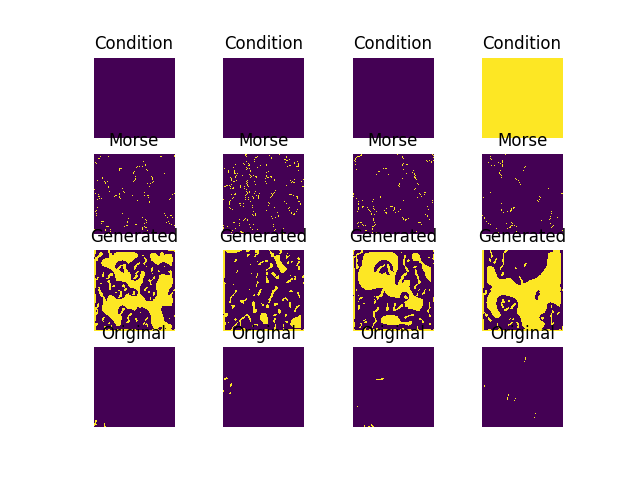 Condition Condition Condition Condition
Morse Morse Morse Morse
Generated Generated Generated Generated
Original Original Original Original